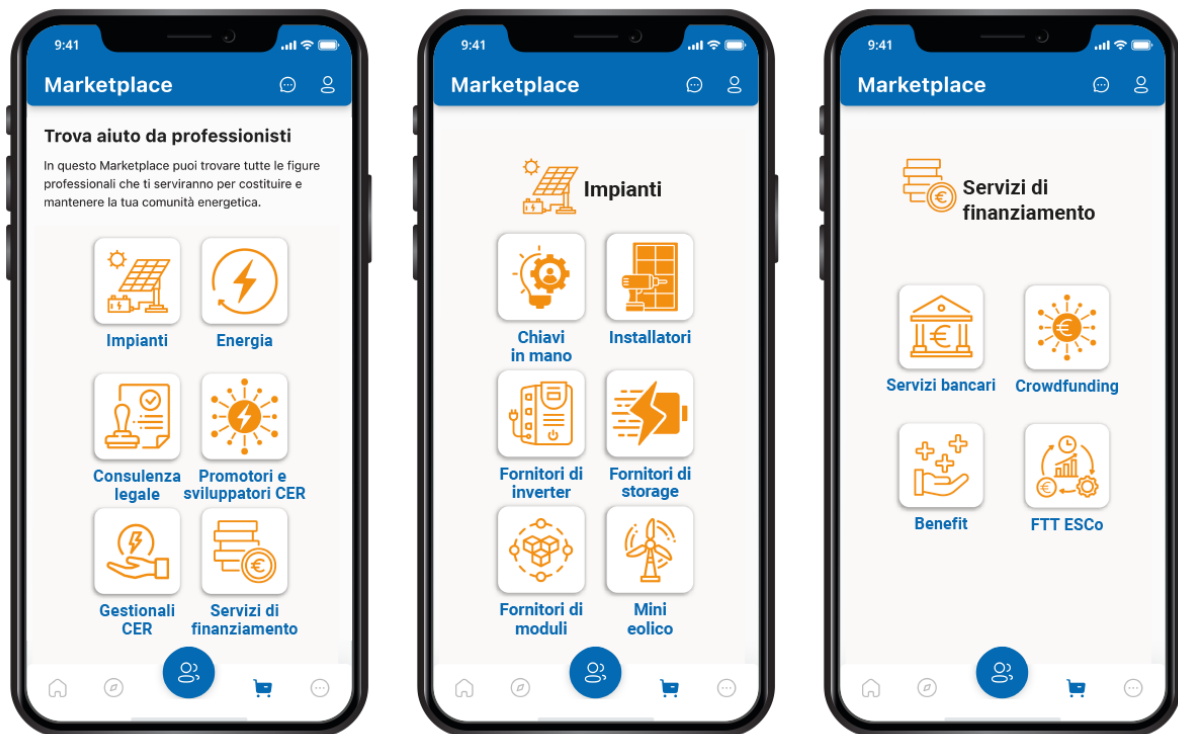 9:41
Marketplace
Trova aiuto da professionisti
In questo Marketplace puoi trovare tutte le figure
professionali che ti serviranno per costituire e
mantenere la tua comunità energetica.
Impianti
Energia
Consulenza
legale
Promotori e
sviluppatori CER
Gestionali
CER
Servizi di
finanziamento
9:41
Marketplace
Impianti
Chiavi
in mano
Installatori
Fornitori di
inverter
Fornitori di
storage
Fornitori di
moduli
Mini
eolico
9:41
Marketplace
Servizi di
finanziamento
Servizi bancari
Crowdfunding
Benefit
FTT ESCo